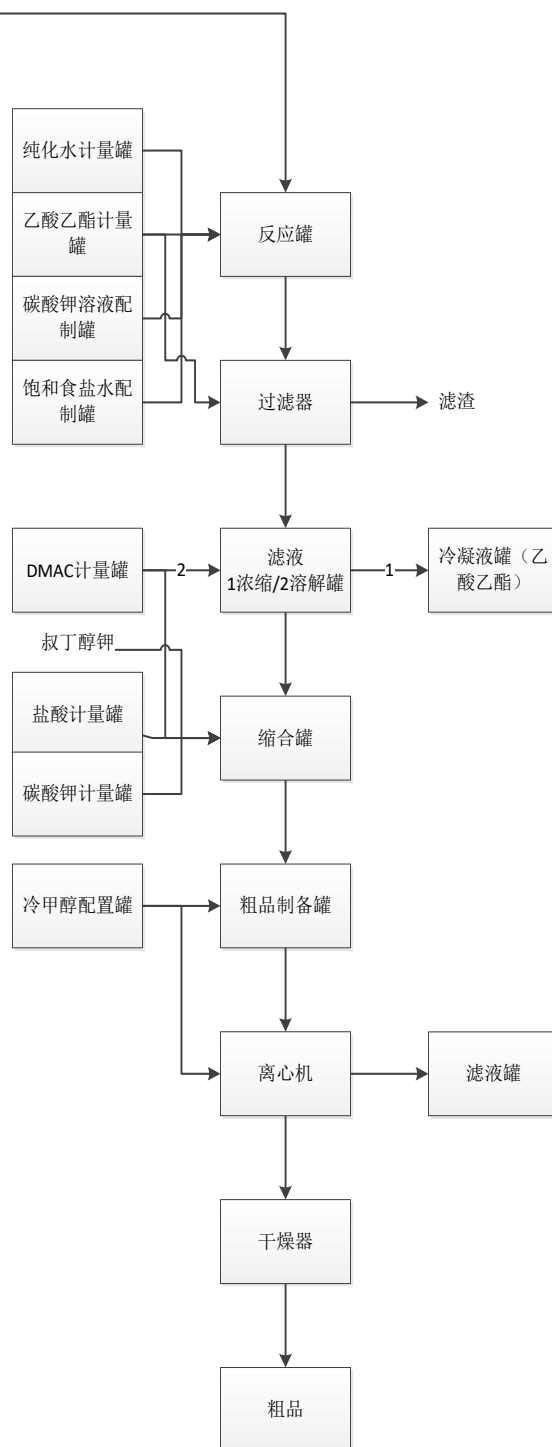 纯化水计量罐
乙酸乙酯计量
罐
反应罐
碳酸钾溶液配
制罐
饱和食盐水配
制罐
过滤器
滤渣
DMAC计量罐
2
滤液
1浓缩/2溶解罐
1
冷凝液罐（乙
酸乙酯）
叔丁醇钾
盐酸计量罐
缩合罐
碳酸钾计量罐
冷甲醇配置罐
粗品制备罐
离心机
滤液罐
干燥器
粗品